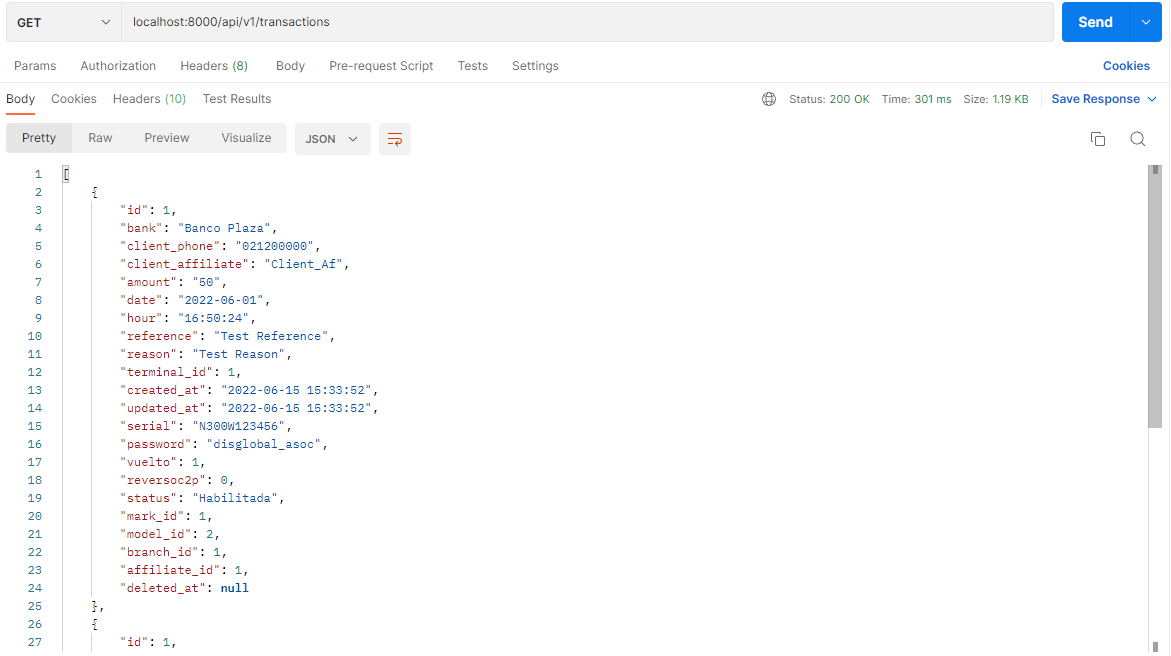 GET localhost:8000/api/v1/transactions Send
Params Authorization Headers (8) Body Pre-request Script Tests Settings Cookies
Body Cookies Headers (10) Test Results Status: 200 OK Time: 301 ms Size: 1.19 KB Save Response
Pretty Raw Preview Visualize JSON
1 [
2 {
3 "id": 1,
4 "bank": "Banco Plaza",
5 "client_phone": "021200000",
6 "client_affiliate": "Client_Af",
7 "amount": "50",
8 "date": "2022-06-01",
9 "hour": "16:50:24",
10 "reference": "Test Reference",
11 "reason": "Test Reason",
12 "terminal_id": 1,
13 "created_at": "2022-06-15 15:33:52",
14 "updated_at": "2022-06-15 15:33:52",
15 "serial": "N300W123456",
16 "password": "disglobal_asoc",
17 "vuelto": 1,
18 "reversoc2p": 0,
19 "status": "Habilitada",
20 "mark_id": 1,
21 "model_id": 2,
22 "branch_id": 1,
23 "affiliate_id": 1,
24 "deleted_at": null
25 },
26 {
27 "id": 1,